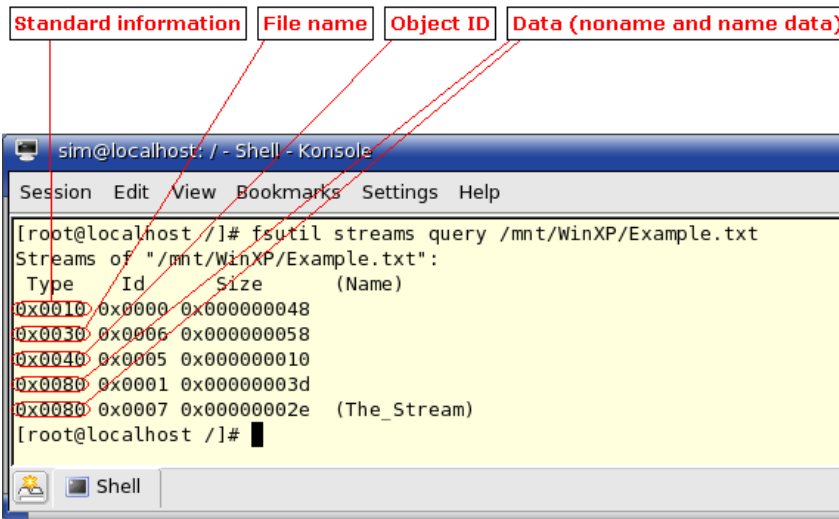 Standard information File name Object ID Data (noname and name data)
sim@localhost: / - Shell - Konsole
Session Edit View Bookmarks Settings Help
[root@localhost /]# fsutil streams query /mnt/WinXP/Example.txt
Streams of "/mnt/WinXP/Example.txt":
Type Id Size (Name)
0x0010 0x0000 0x000000048
0x0030 0x0006 0x000000058
0x0040 0x0005 0x000000010
0x0080 0x0001 0x00000003d
0x0080 0x0007 0x00000002e (The_Stream)
[root@localhost /]#
Shell